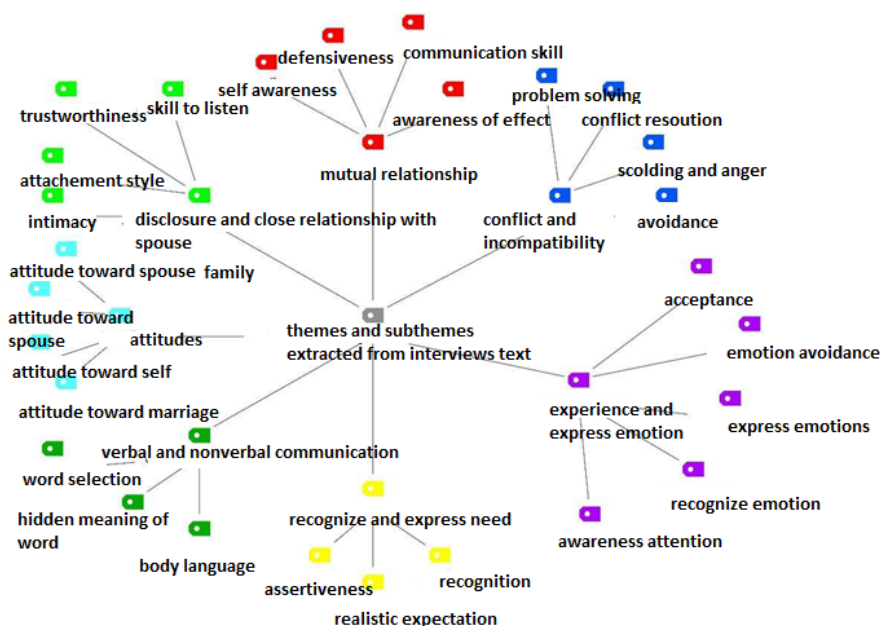 defensiveness
communication skill
self awareness
problem solving
trustworthiness
skill to listen
awareness of effect
conflict resoution
mutual relationship
scolding and anger
attachement style
intimacy
disclosure and close relationship with
spouse
conflict and
incompatibility
avoidance
attitude toward spouse
family
acceptance
attitude toward
spouse
attitudes
themes and subthemes
extracted from interviews text
emotion avoidance
attitude toward self
attitude toward marriage
experience and
express emotion
express emotions
verbal and nonverbal communication
word selection
recognize emotion
hidden meaning of
word
recognize and express need
awareness attention
body language
assertiveness
recognition
realistic expectation